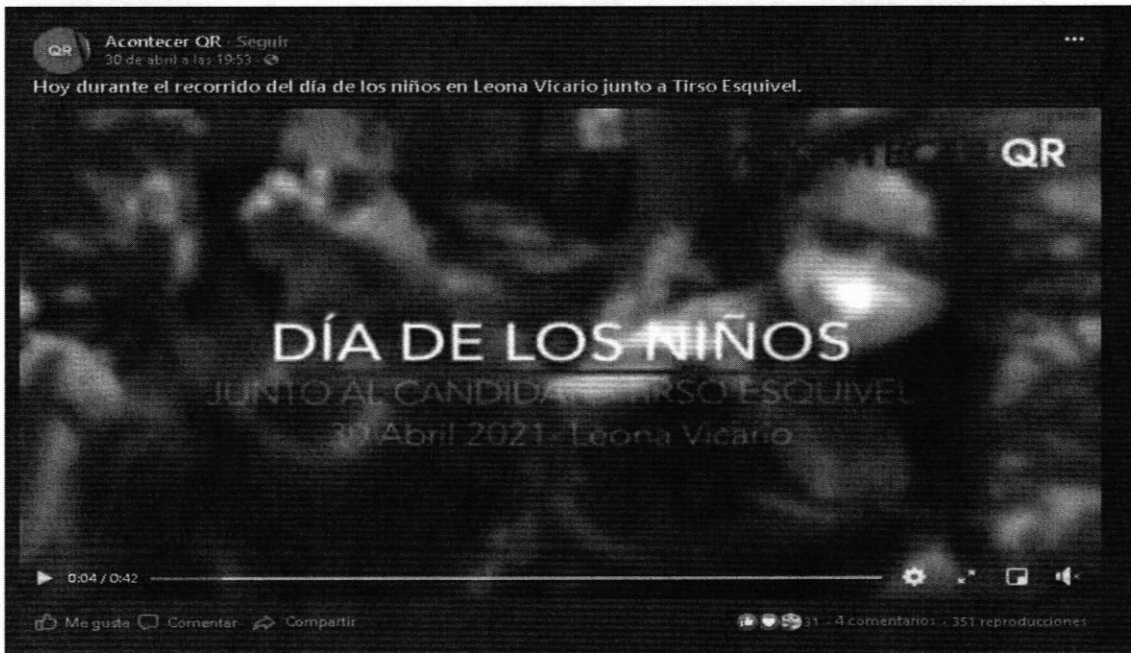 QR
Acontecer QR · Seguir
30 de abril a las 19:53 ·
Hoy durante el recorrido del día de los niños en Leona Vicario junto a Tirso Esquivel.
QR
DÍA DE LOS NIÑOS
JUNTO AL CANDIDATO TIRSO ESQUIVEL
30 Abril 2021- Leona Vicario
0:04 / 0:42
Me gusta Comentar Compartir 31 · 4 comentarios · 351 reproducciones